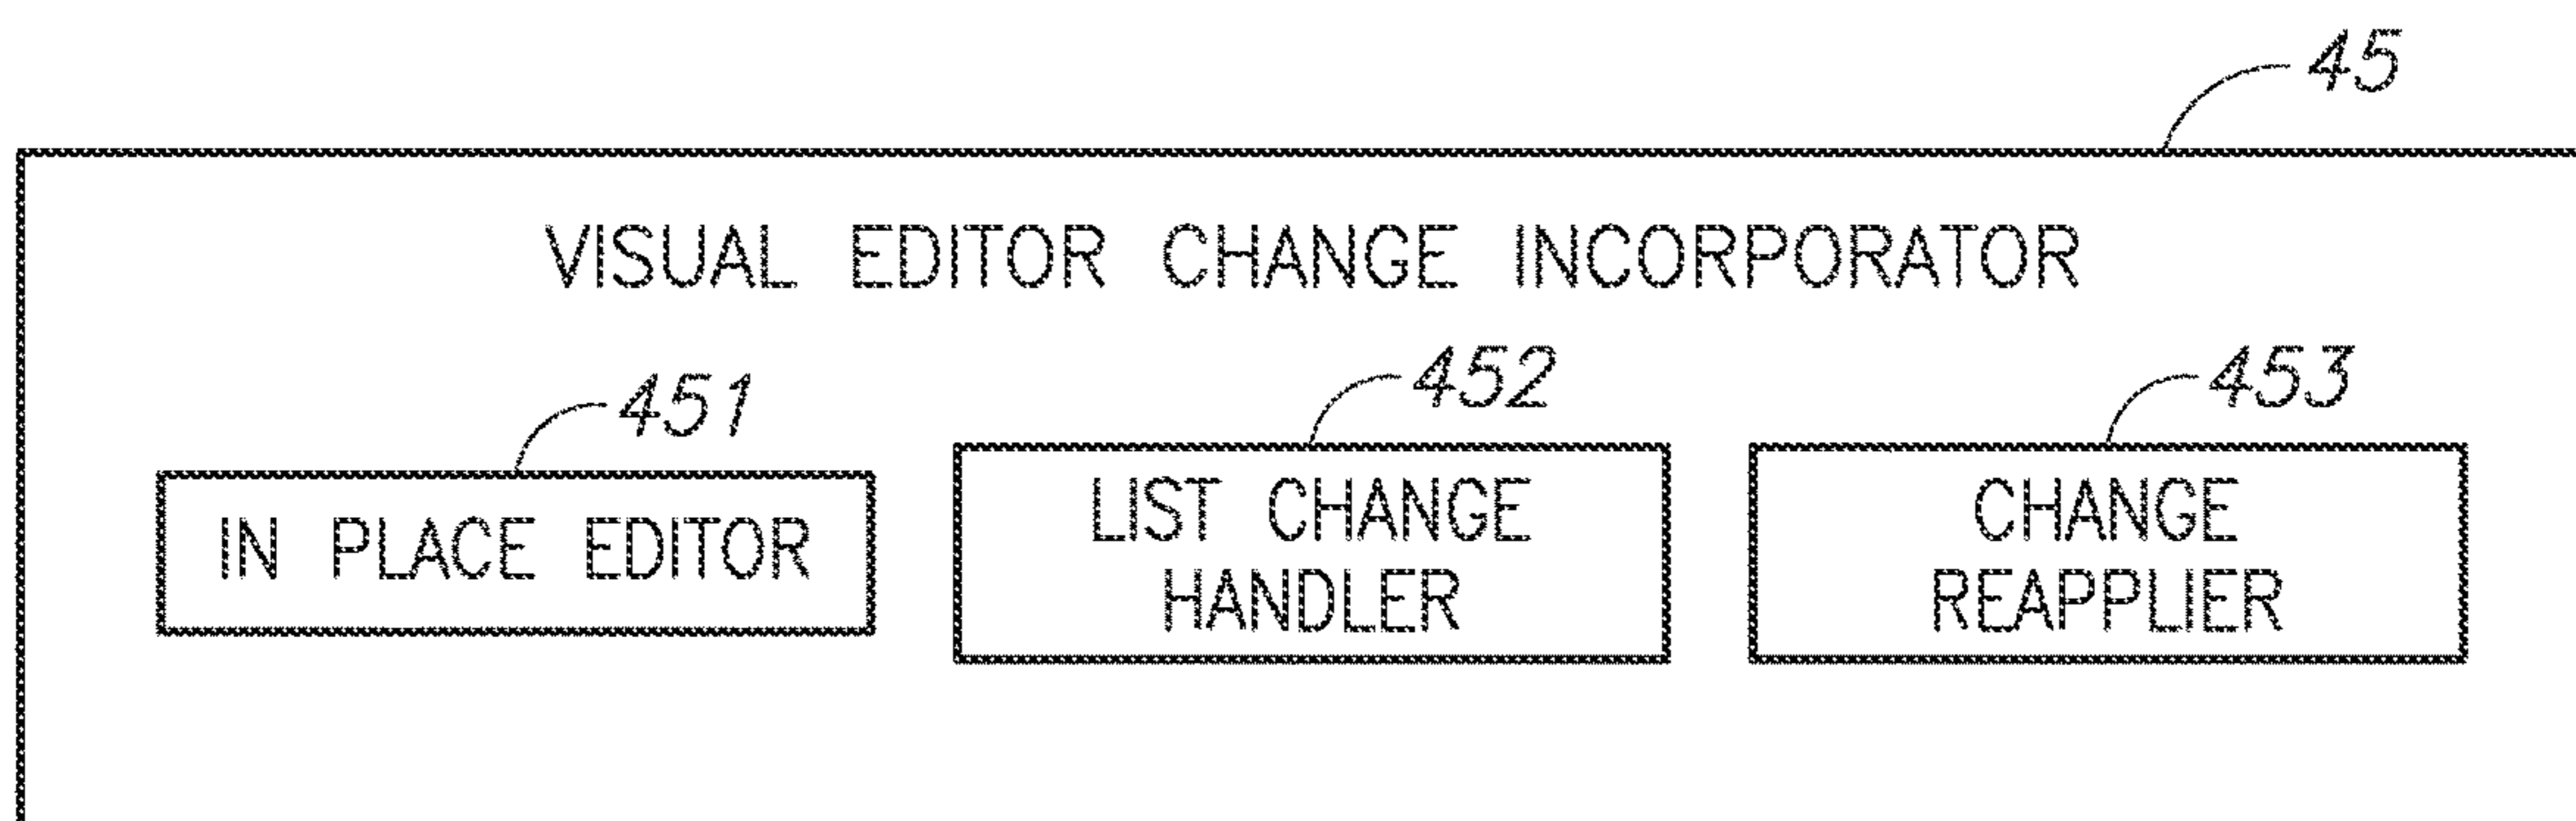 45
VISUAL EDITOR CHANGE INCORPORATOR
451
IN PLACE EDITOR
452
LIST CHANGE
HANDLER
453
CHANGE
REAPPLIER